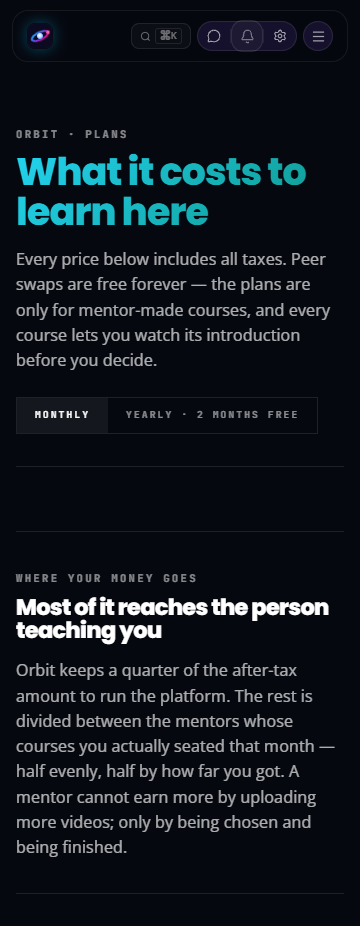 ⌘K
ORBIT · PLANS
What it costs to
learn here
Every price below includes all taxes. Peer
swaps are free forever — the plans are
only for mentor-made courses, and every
course lets you watch its introduction
before you decide.
MONTHLY
YEARLY · 2 MONTHS FREE
WHERE YOUR MONEY GOES
Most of it reaches the person
teaching you
Orbit keeps a quarter of the after-tax
amount to run the platform. The rest is
divided between the mentors whose
courses you actually seated that month —
half evenly, half by how far you got. A
mentor cannot earn more by uploading
more videos; only by being chosen and
being finished.